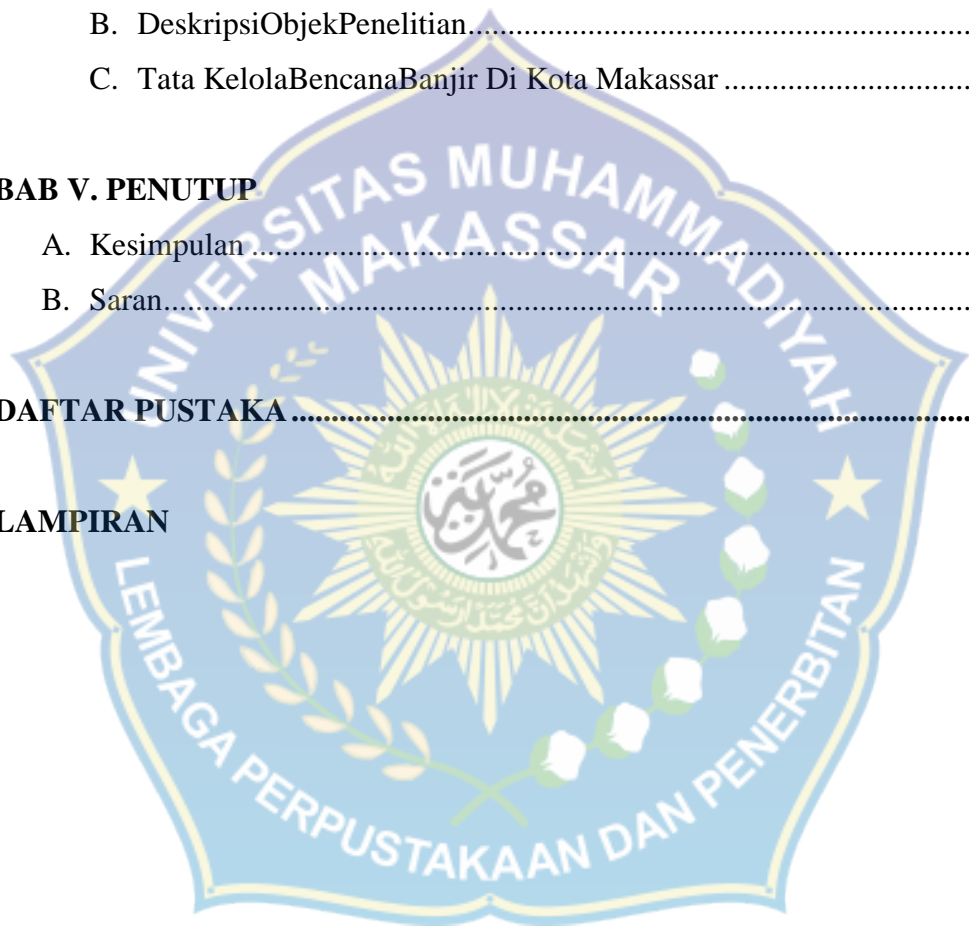 B. DeskripsiObjekPenelitian..............................................................
C. Tata KelolaBencanaBanjir Di Kota Makassar ..............................
BAB V. PENUTUP
A. Kesimpulan ..........................................................................................
B. Saran.....................................................................................................
DAFTAR PUSTAKA .....................................................................................
LAMPIRAN
UNIVERSITAS MUHAMMADIYAH
MAKASSAR
محمدية
LEMBAGA PERPUSTAKAAN DAN PENERBITAN